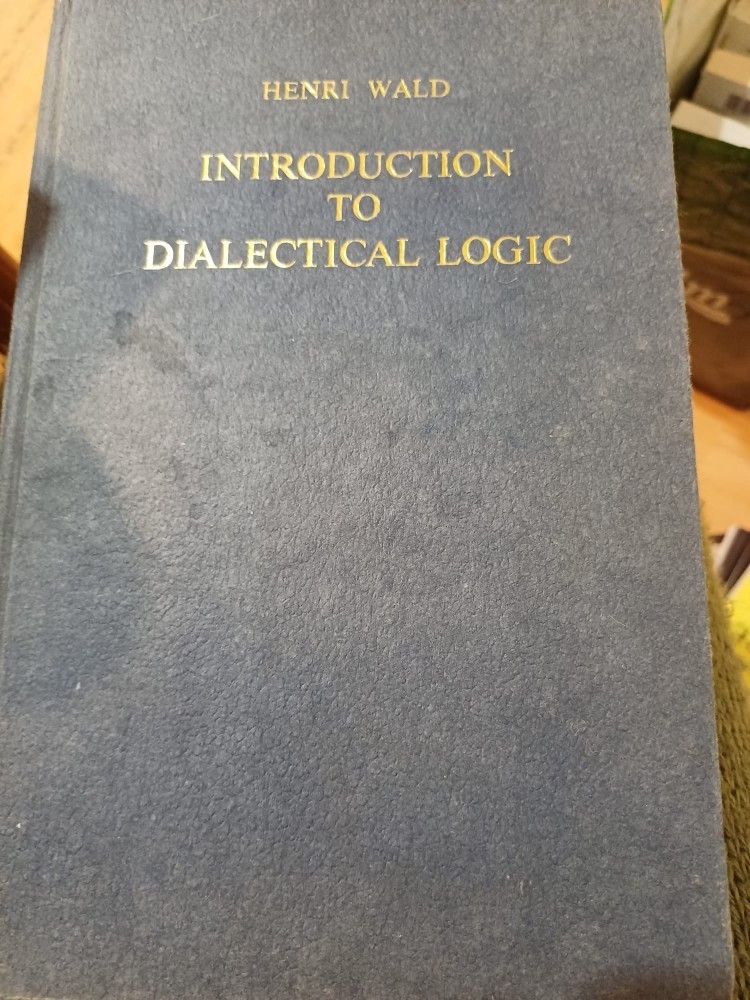 HENRI WALD
INTRODUCTION
TO
DIALECTICAL LOGIC